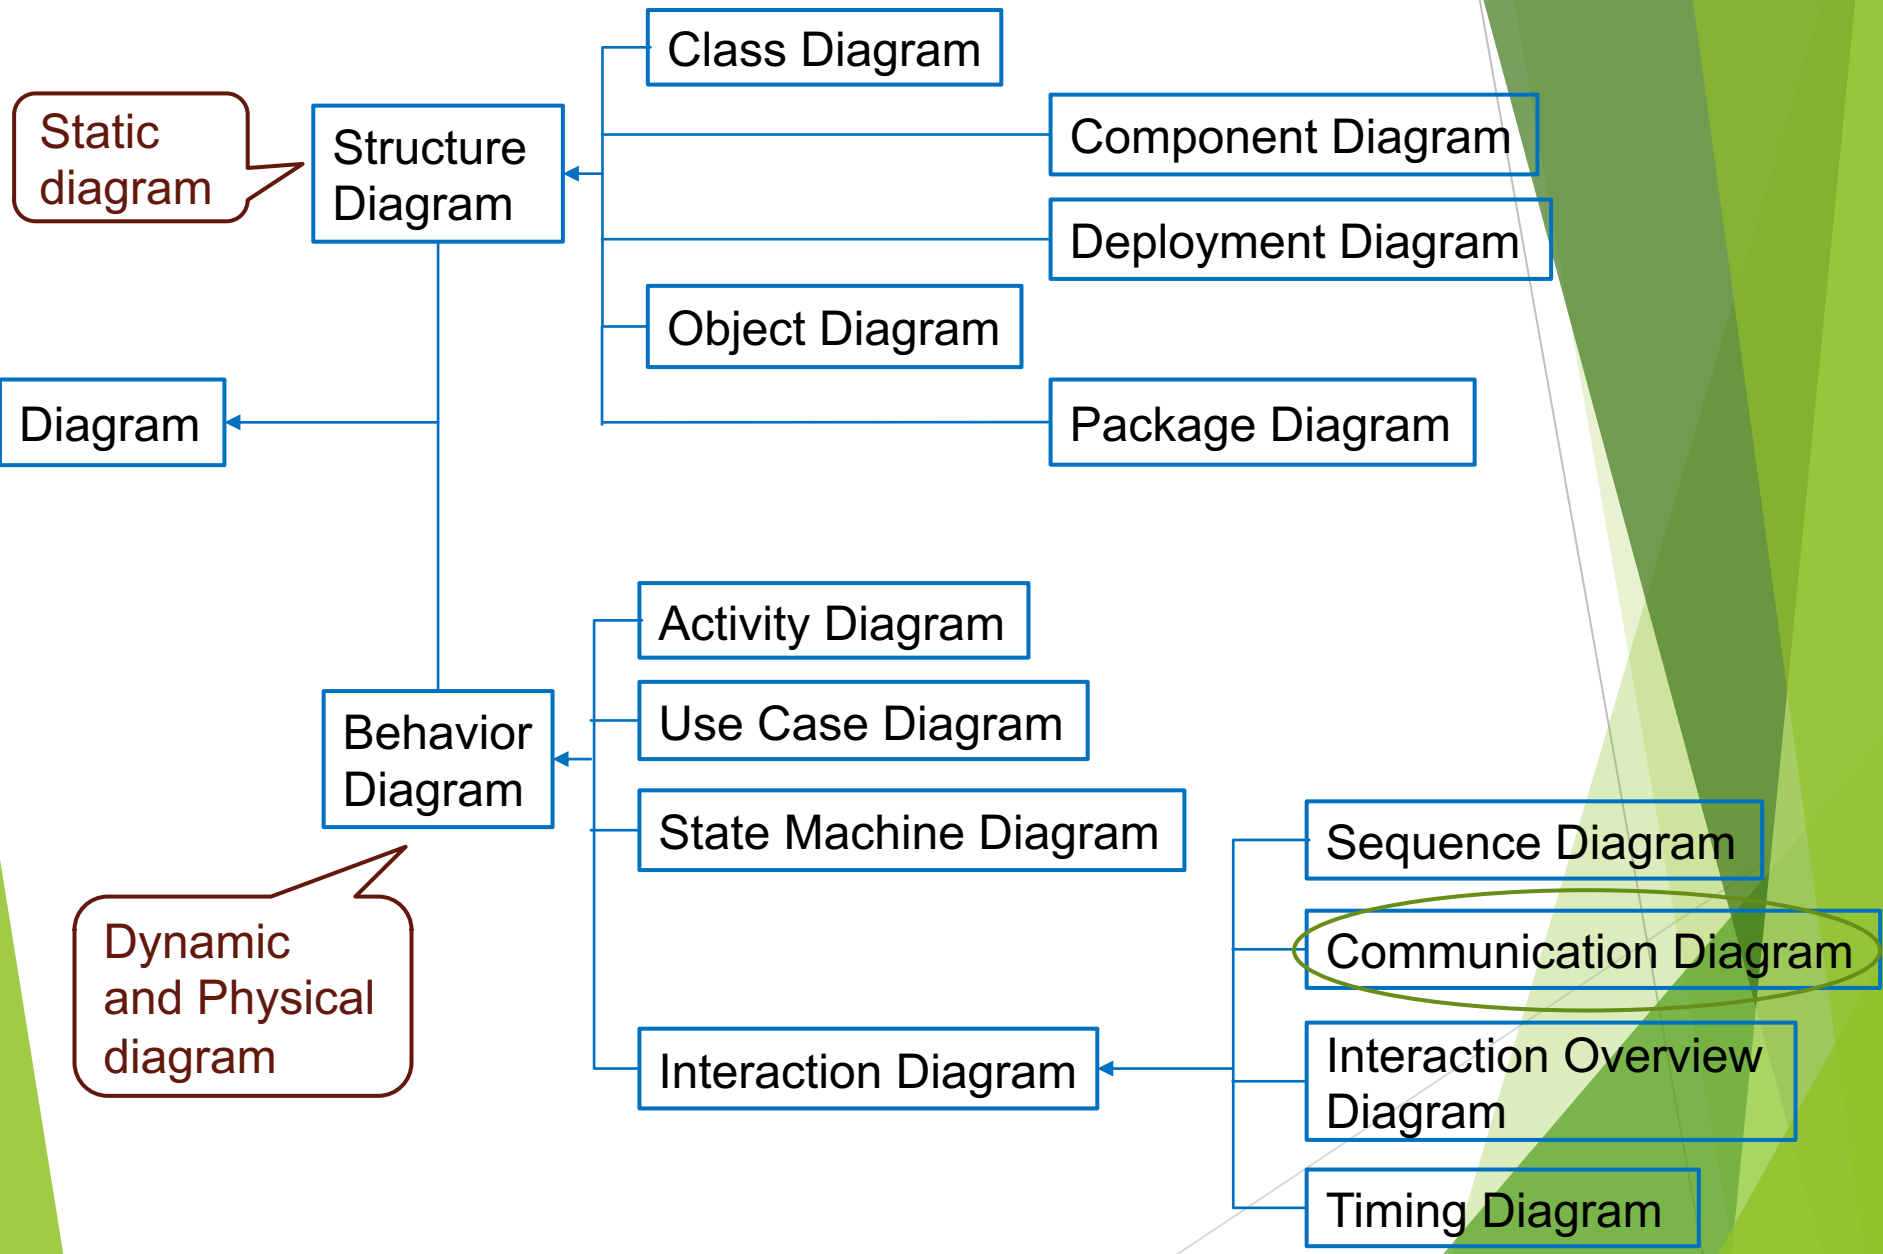 Class Diagram
Static
diagram
Structure
Diagram
Component Diagram
Deployment Diagram
Object Diagram
Diagram
Package Diagram
Activity Diagram
Use Case Diagram
Behavior
Diagram
State Machine Diagram
Sequence Diagram
Dynamic
and Physical
diagram
Communication Diagram
Interaction Diagram
Interaction Overview
Diagram
Timing Diagram